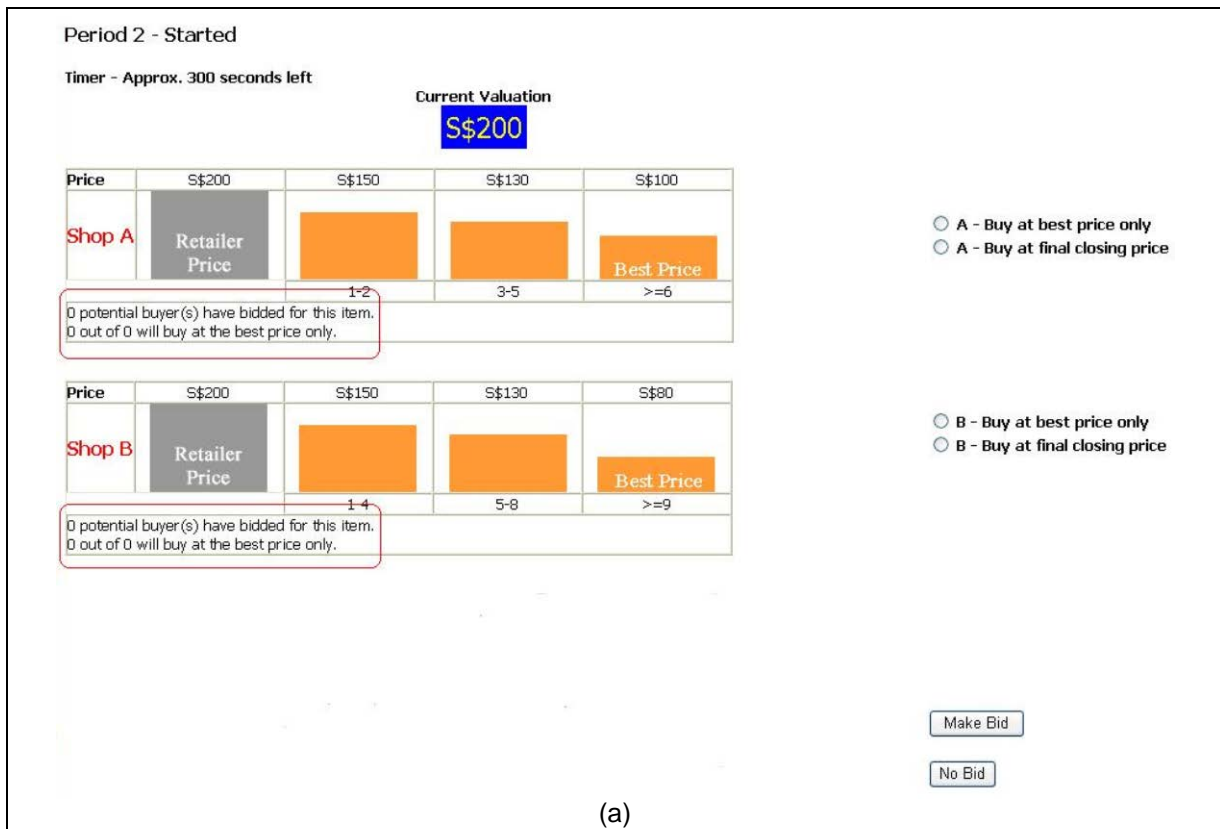 Period 2 - Started
Timer - Approx. 300 seconds left
Current Valuation
S$200
Price S$200 S$150 S$130 S$100
Shop A
Retailer
Price
Best Price
1-2 3-5 >=6
0 potential buyer(s) have bidded for this item.
0 out of 0 will buy at the best price only.
A - Buy at best price only
A - Buy at final closing price
Price S$200 S$150 S$130 S$80
Shop B
Retailer
Price
Best Price
1-4 5-8 >=9
0 potential buyer(s) have bidded for this item.
0 out of 0 will buy at the best price only.
B - Buy at best price only
B - Buy at final closing price
Make Bid
No Bid
(a)